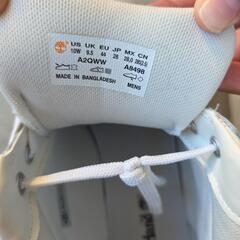 US UK EU JP MX CN
10W 9.5 44 28 28,0 280(2.0)
A2QWW A8498
MADE IN BANGLADESH MENS